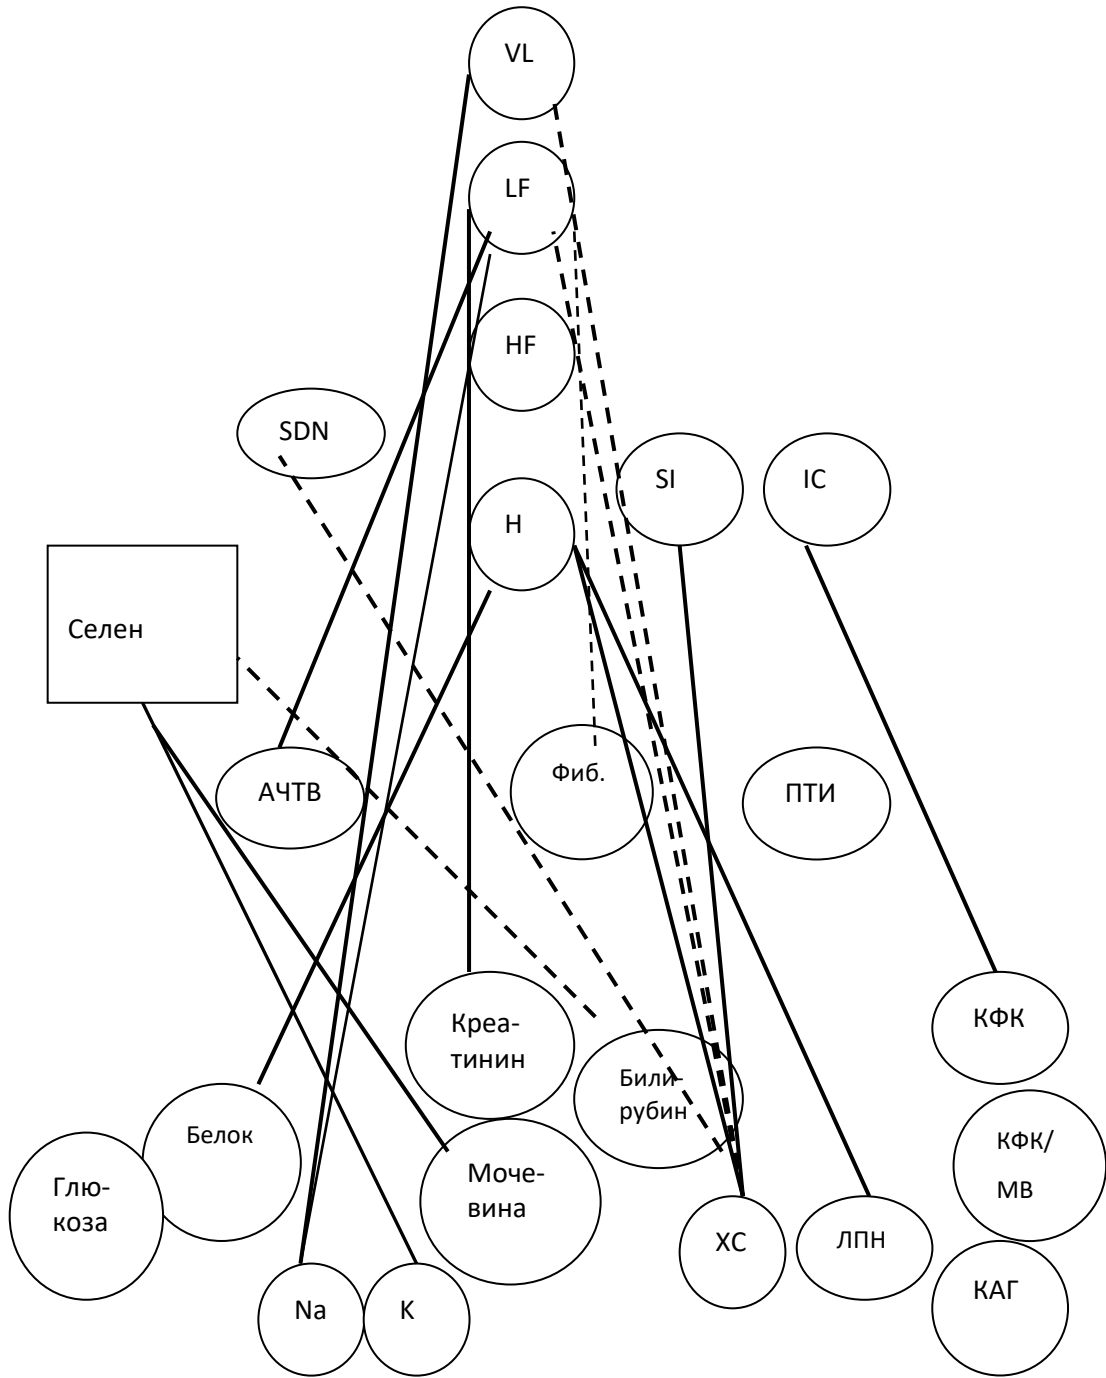 VL
LF
HF
SDN
SI
IC
H
Селен
АЧТВ
Фиб.
ПТИ
Креа-
тинин
КФК
Били-
рубин
Белок
КФК/
МВ
Глю-
коза
Моче-
вина
ХС
ЛПН
КАГ
Na
K